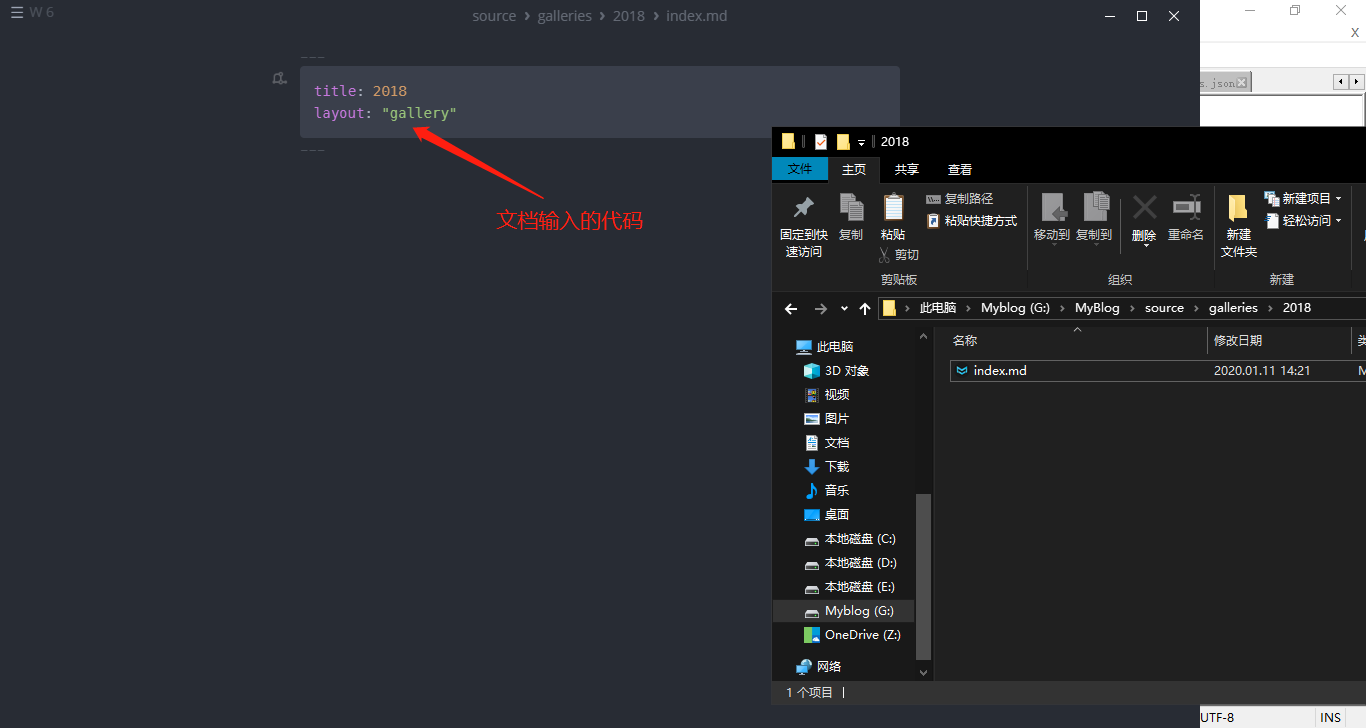 W 6
source › galleries › 2018 › index.md
---
title: 2018
layout: "gallery"
---
文档输入的代码
s.json
X
2018
文件 主页 共享 查看
固定到快速访问
复制
粘贴
复制路径
粘贴快捷方式
剪切
移动到
复制到
删除
重命名
新建
文件夹
新建项目
轻松访问
剪贴板 组织 新建
此电脑 › Myblog (G:) › MyBlog › source › galleries › 2018
名称 修改日期
index.md 2020.01.11 14:21
此电脑
3D 对象
视频
图片
文档
下载
音乐
桌面
本地磁盘 (C:)
本地磁盘 (D:)
本地磁盘 (E:)
Myblog (G:)
OneDrive (Z:)
网络
1 个项目
UTF-8 INS